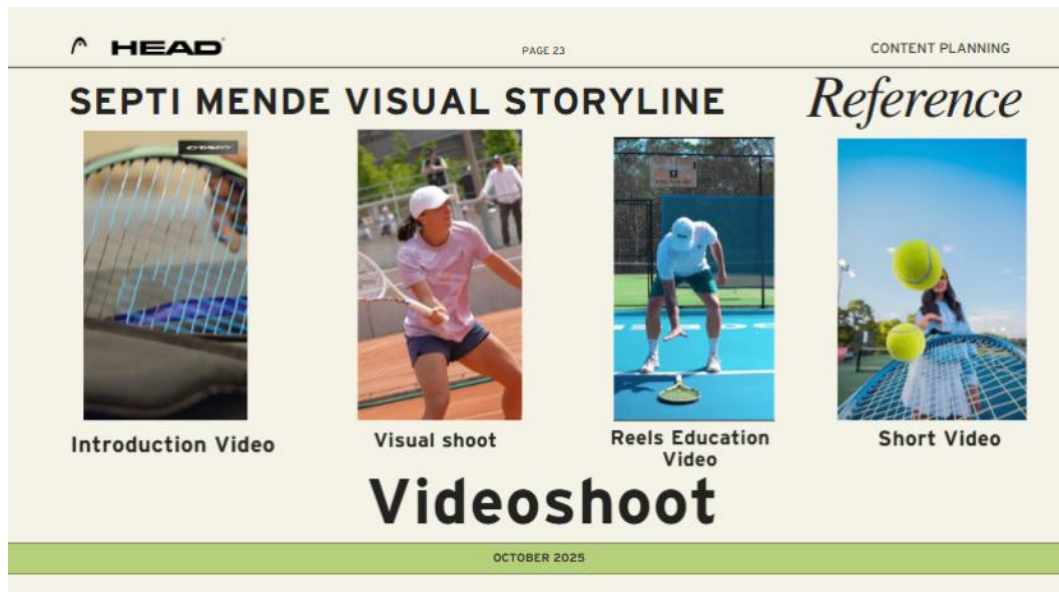 HEAD
PAGE 23
CONTENT PLANNING
SEPTI MENDE VISUAL STORYLINE
Reference
Introduction Video
Visual shoot
Reels Education
Video
Short Video
Videoshoot
OCTOBER 2025